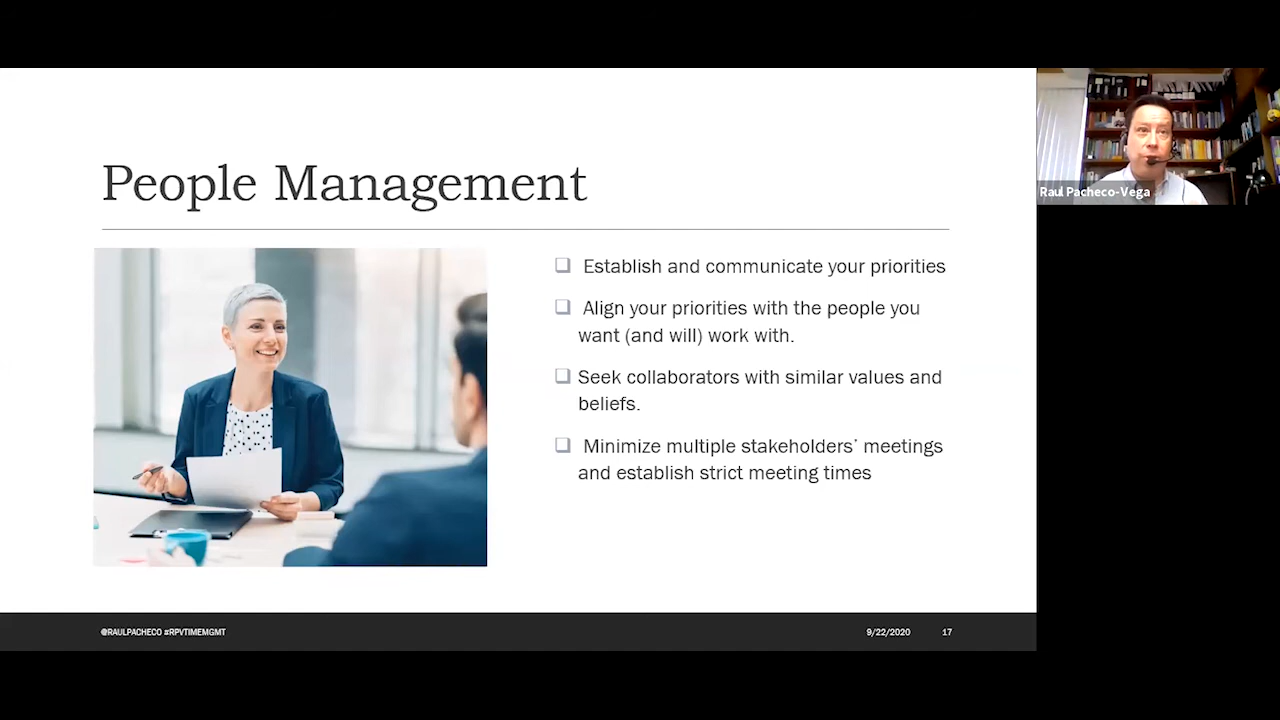 People Management
Establish and communicate your priorities
Align your priorities with the people you
want (and will) work with.
Seek collaborators with similar values and
beliefs.
Minimize multiple stakeholders’ meetings
and establish strict meeting times
@RAULPACHECO #RPVTIMEMGMT
9/22/2020
17
Raul Pacheco-Vega